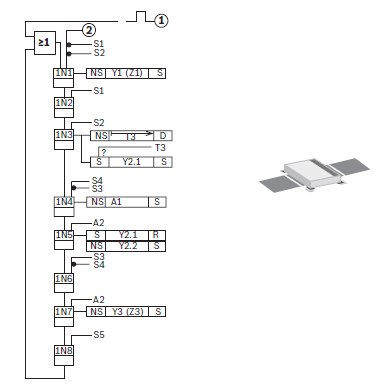 ①
②
≥1
S1
S2
1N1 NS Y1 (Z1) S
S1
1N2
S2
1N3 NS T3 D
T3
?
S Y2.1 S
S4
S3
1N4 NS A1 S
A2
1N5 S Y2.1 R
NS Y2.2 S
S3
S4
1N6
A2
1N7 NS Y3 (Z3) S
S5
1N8